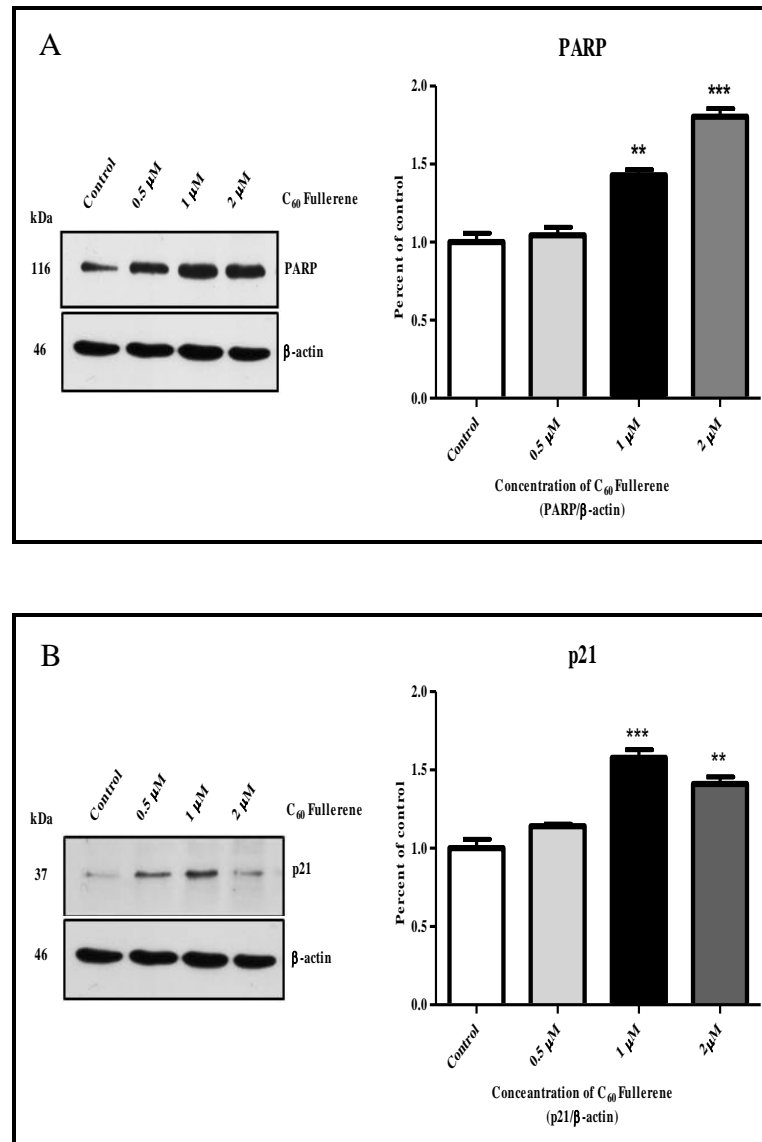 A
PARP
Control
0.5 μM
1 μM
2 μM
C60 Fullerene
kDa
116
PARP
46
β-actin
Percent of control
2.0
1.5
1.0
0.5
0.0
**
***
Control
0.5 μM
1 μM
2 μM
Concentration of C60 Fullerene
(PARP/β-actin)
B
p21
Control
0.5 μM
1 μM
2 μM
C60 Fullerene
kDa
37
p21
46
β-actin
Percent of control
2.0
1.5
1.0
0.5
0.0
***
**
Control
0.5 μM
1 μM
2μM
Conceantration of C60 Fullerene
(p21/β-actin)